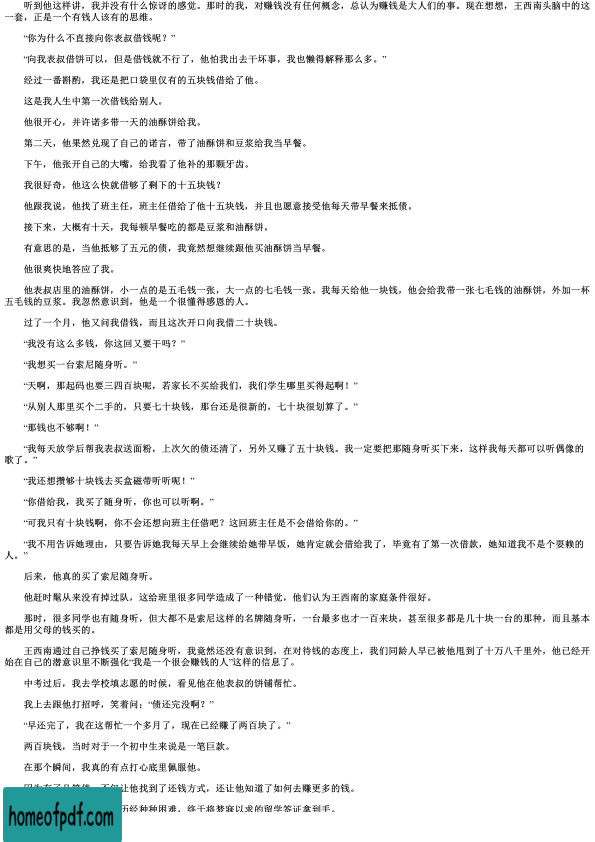 听到他这样讲，我并没有什么惊讶的感觉。那时的我，对赚钱没有任何概念，总认为赚钱是大人们的事。现在想想，王西南头脑中的这
一套，正是一个有钱人该有的思维。
“你为什么不直接向你表叔借钱呢？”
“向我表叔借饼可以，但是借钱就不行了，他怕我出去干坏事，我也懒得解释那么多。”
经过一番斟酌，我还是把口袋里仅有的五块钱借给了他。
这是我人生中第一次借钱给别人。
他很开心，并许诺多带一天的油酥饼给我。
第二天，他果然兑现了自己的诺言，带了油酥饼和豆浆给我当早餐。
下午，他张开自己的大嘴，给我看了他补的那颗牙齿。
我很好奇，他这么快就借够了剩下的十五块钱？
他跟我说，他找了班主任，班主任借给了他十五块钱，并且也愿意接受他每天带早餐来抵债。
接下来，大概有十天，我每顿早餐吃的都是豆浆和油酥饼。
有意思的是，当他抵够了五元的债，我竟然想继续跟他买油酥饼当早餐。
他很爽快地答应了我。
他表叔店里的油酥饼，小一点的是五毛钱一张，大一点的七毛钱一张。我每天给他一块钱，他会给我带一张七毛钱的油酥饼，外加一杯
五毛钱的豆浆。我忽然意识到，他是一个很懂得感恩的人。
过了一个月，他又问我借钱，而且这次开口向我借二十块钱。
“我没有这么多钱，你这回又要干吗？”
“我想买一台索尼随身听。”
“天啊，那起码也要三四百块呢，若家长不买给我们，我们学生哪里买得起啊！”
“从别人那里买个二手的，只要七十块钱，那台还是很新的，七十块很划算了。”
“那钱也不够啊！”
“我每天放学后帮我表叔送面粉，上次欠的债还清了，另外又赚了五十块钱。我一定要把那随身听买下来，这样我每天都可以听偶像的
歌了。”
“我还想攒够十块钱去买盒磁带听听呢！”
“你借给我，我买了随身听，你也可以听啊。”
“可我只有十块钱啊，你不会还想向班主任借吧？这回班主任是不会借给你的。”
“我不用告诉她理由，只要告诉她我每天早上会继续给她带早饭，她肯定就会借给我了，毕竟有了第一次借款，她知道我不是个耍赖的
人。”
后来，他真的买了索尼随身听。
他赶时髦从来没有掉过队，这给班里很多同学造成了一种错觉，他们认为王西南的家庭条件很好。
那时，很多同学也有随身听，但大都不是索尼这样的名牌随身听，一台最多也才一百来块，甚至很多都是几十块一台的那种，而且基本
都是用父母的钱买的。
王西南通过自己挣钱买了索尼随身听，我竟然还没有意识到，在对待钱的态度上，我们同龄人早已被他甩到了十万八千里外，他已经开
始在自己的潜意识里不断强化“我是一个很会赚钱的人”这样的信息了。
中考过后，我去学校填志愿的时候，看见他在他表叔的饼铺帮忙。
我上去跟他打招呼，笑着问：“债还完没啊？”
“早还完了，我在这帮忙一个多月了，现在已经赚了两百块了。”
两百块钱，当时对于一个初中生来说是一笔巨款。
在那个瞬间，我真的有点打心底里佩服他。
让他找到了还钱方式，还让他知道了如何去赚更多的钱。
历经种种困难，终于将梦寐以求的留学签证拿到手。
homeofpdf.com